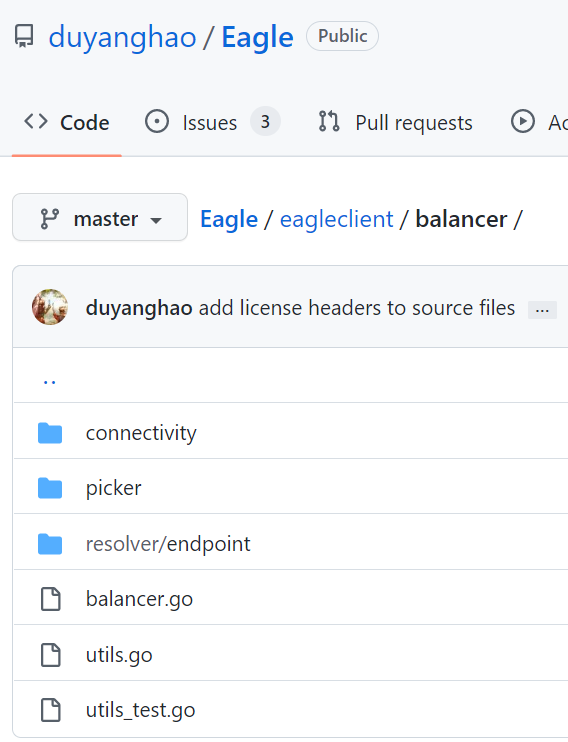 duyanghao / Eagle Public
Code Issues 3 Pull requests
master Eagle / eagleclient / balancer /
duyanghao add license headers to source files ...
..
connectivity
picker
resolver/endpoint
balancer.go
utils.go
utils_test.go